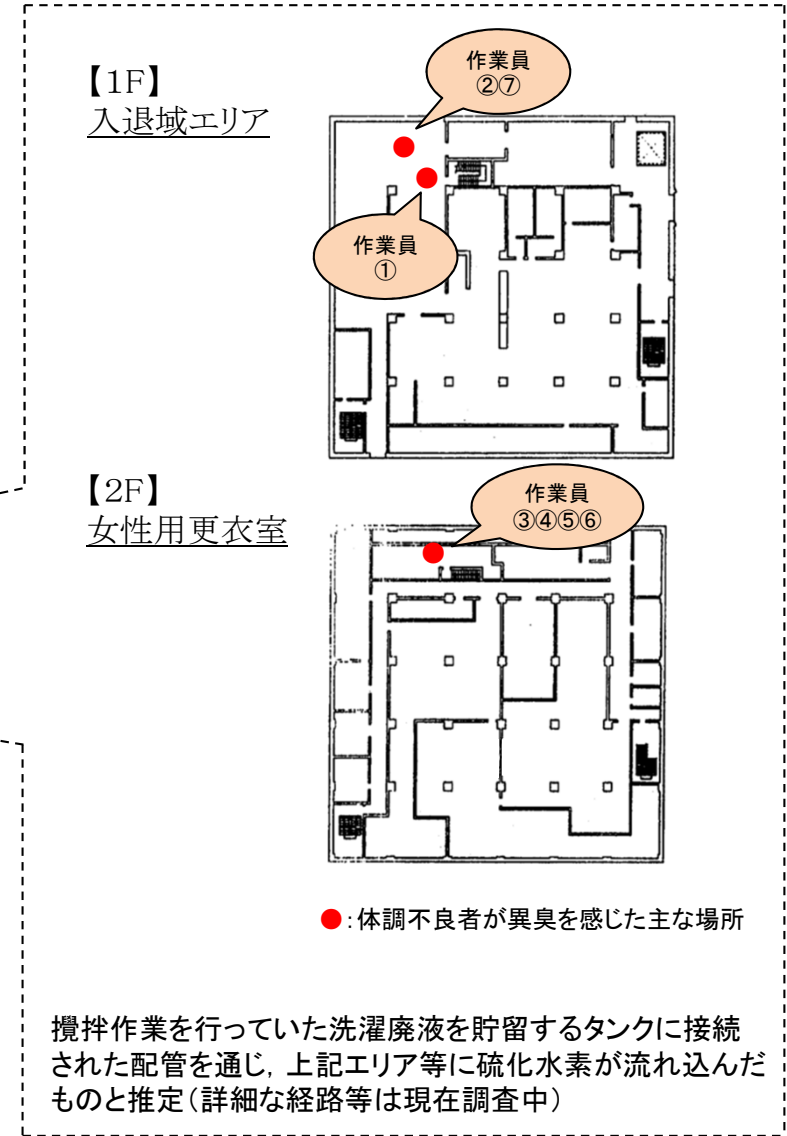 【1F】
入退域エリア
作業員
②⑦
作業員
①
【2F】
女性用更衣室
作業員
③④⑤⑥
●:体調不良者が異臭を感じた主な場所
攪拌作業を行っていた洗濯廃液を貯留するタンクに接続
された配管を通じ，上記エリア等に硫化水素が流れ込んだ
ものと推定（詳細な経路等は現在調査中）